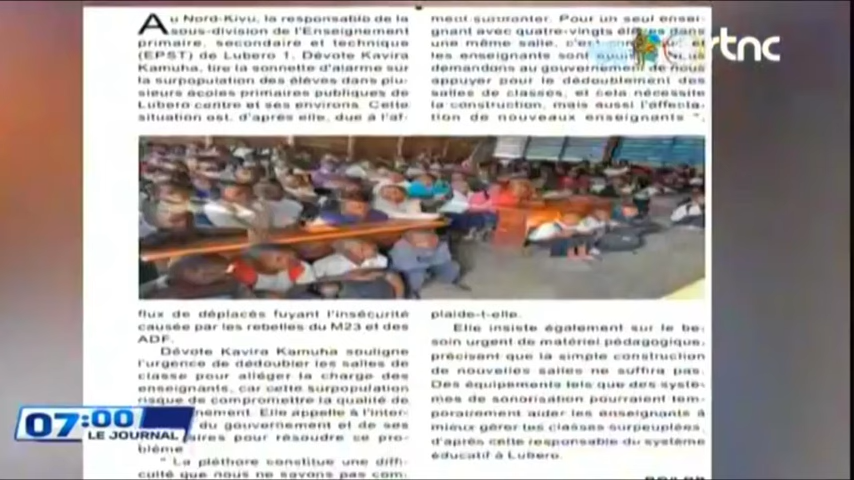 Au Nord-Kivu, la responsable de la
sous-division de l'Enseignement
primaire, secondaire et technique
(EPST) de Lubero 1, Dévote Kavira
Kamuha, tire la sonnette d'alarme sur
la surpopulation des élèves dans plu-
sieurs écoles primaires publiques de
Lubero centre et ses environs. Cette
situation est, d'après elle, due à l'af-
flux de déplacés fuyant l'insécurité
causée par les rebelles du M23 et des
ADF.
Dévote Kavira Kamuha souligne
l'urgence de dédoubler les salles de
classe pour alléger la charge des
enseignants, car cette surpopulation
risque de compromettre la qualité de
Elle appelle à l'inter-
du gouvernement et de ses
pour résoudre ce pro-
blème
" La pléthore constitue une diffi-
culté que nous ne savons pas com-
ment surmonter. Pour un seul ensei-
gnant avec quatre-vingts élèves dans
une même salle, c'est
les enseignants sont
demandons au gouvernement de nous
appuyer pour le dédoublement des
salles de classes, et cela nécessite
la construction, mais aussi l'affecta-
tion de nouveaux enseignants ",
plaide-t-elle.
Elle insiste également sur le be-
soin urgent de matériel pédagogique,
précisant que la simple construction
de nouvelles salles ne suffira pas.
Des équipements tels que des systè-
mes de sonorisation pourraient tem-
porairement aider les enseignants à
mieux gérer les classes surpeuplées,
d'après cette responsable du système
éducatif à Lubero.
rtnc
07:00
LE JOURNAL